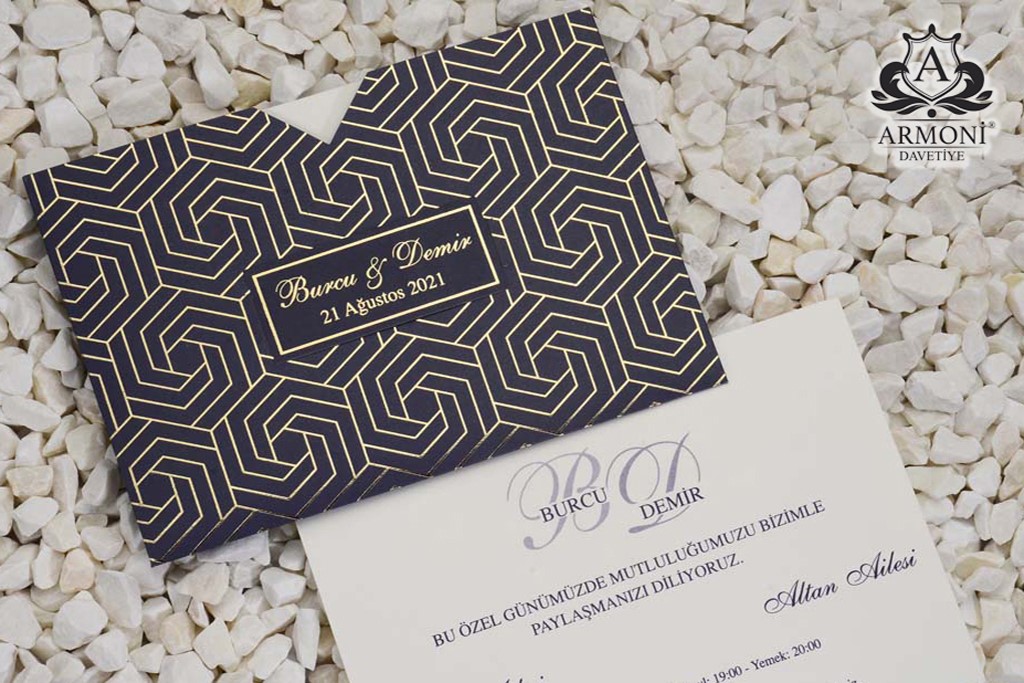 A
ARMONİ®
DAVETİYE
Burcu & Demir
21 Ağustos 2021
B D
BURCU DEMİR
BU ÖZEL GÜNÜMÜZDE MUTLULUĞUMUZU BİZİMLE
PAYLAŞMANIZI DİLİYORUZ.
Altan Ailesi
19:00 - Yemek: 20:00